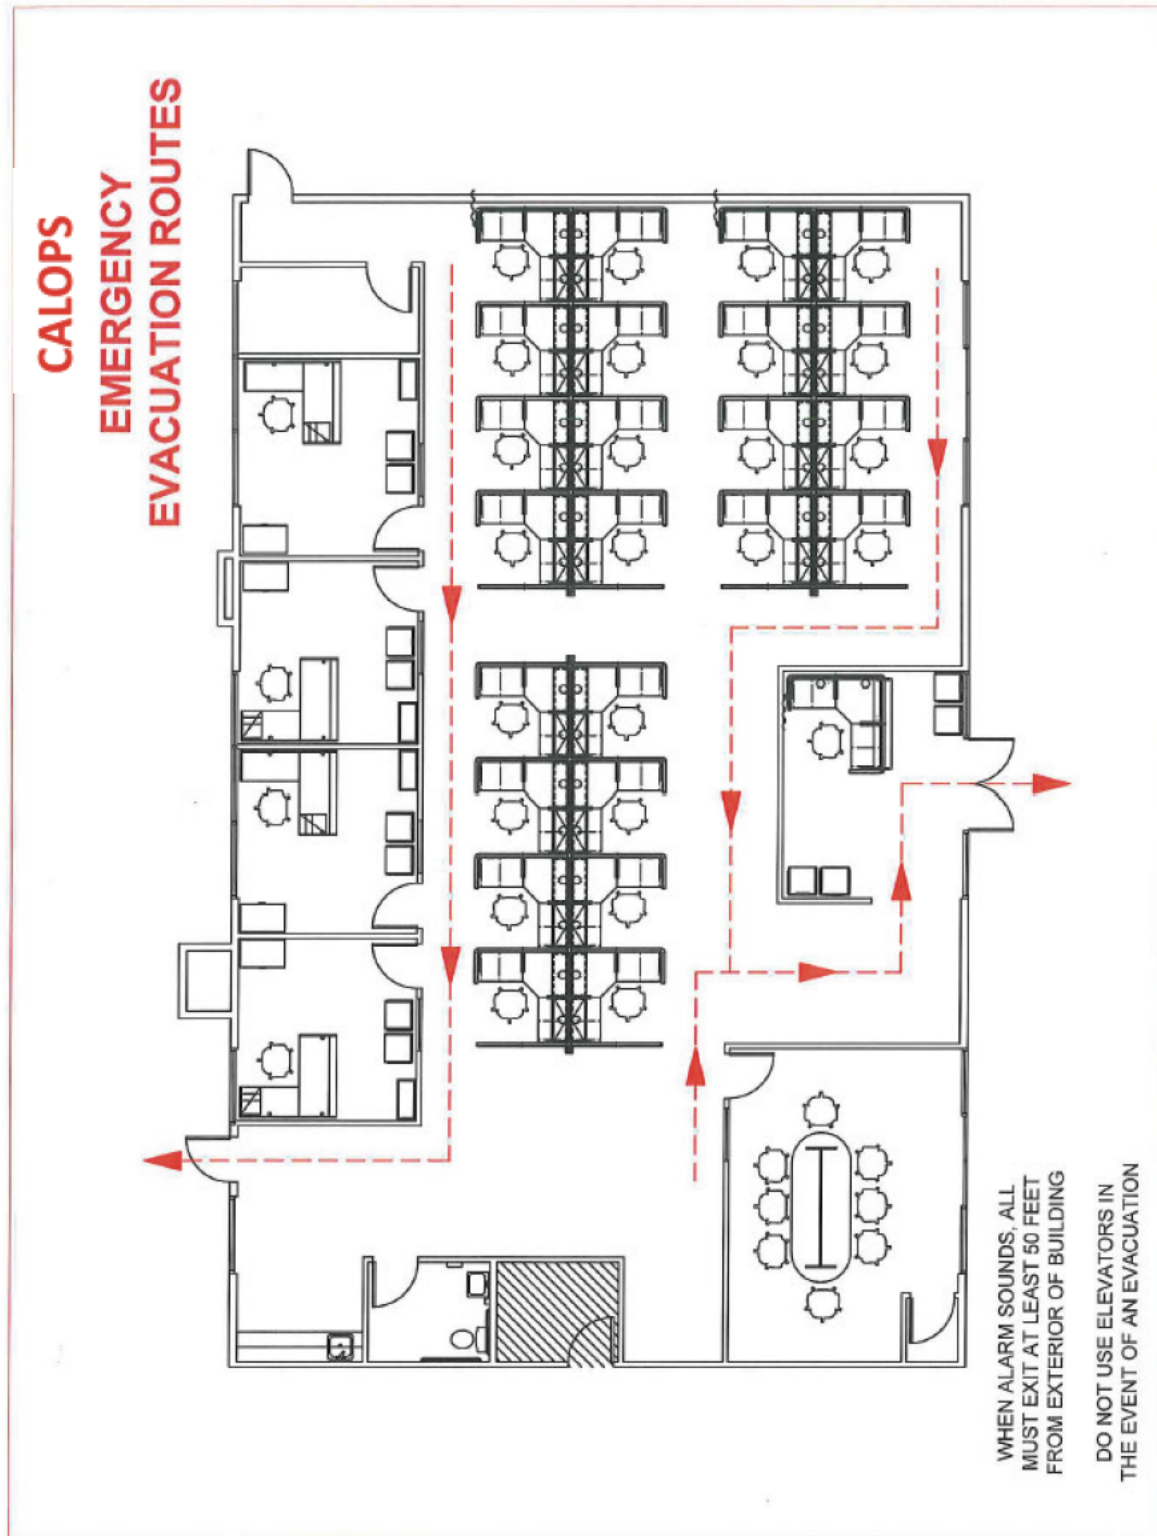 CALOPS
EMERGENCY
EVACUATION ROUTES
WHEN ALARM SOUNDS, ALL
MUST EXIT AT LEAST 50 FEET
FROM EXTERIOR OF BUILDING
DO NOT USE ELEVATORS IN
THE EVENT OF AN EVACUATION